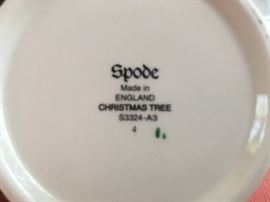 Spode
Made in
ENGLAND
CHRISTMAS TREE
S3324-A3
4